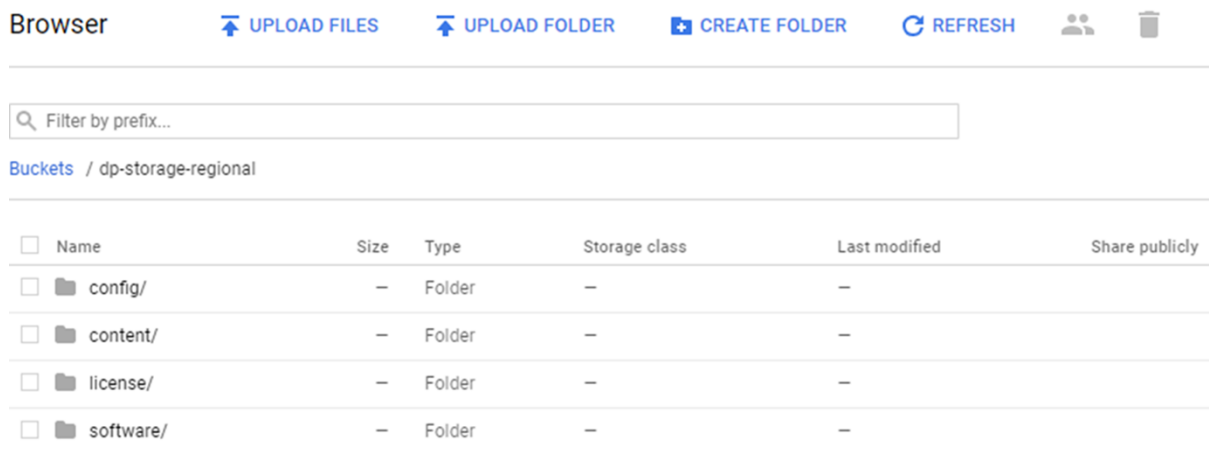 Browser UPLOAD FILES UPLOAD FOLDER CREATE FOLDER REFRESH
Filter by prefix...
Buckets / dp-storage-regional
Name Size Type Storage class Last modified Share publicly
config/ — Folder — —
content/ — Folder — —
license/ — Folder — —
software/ — Folder — —